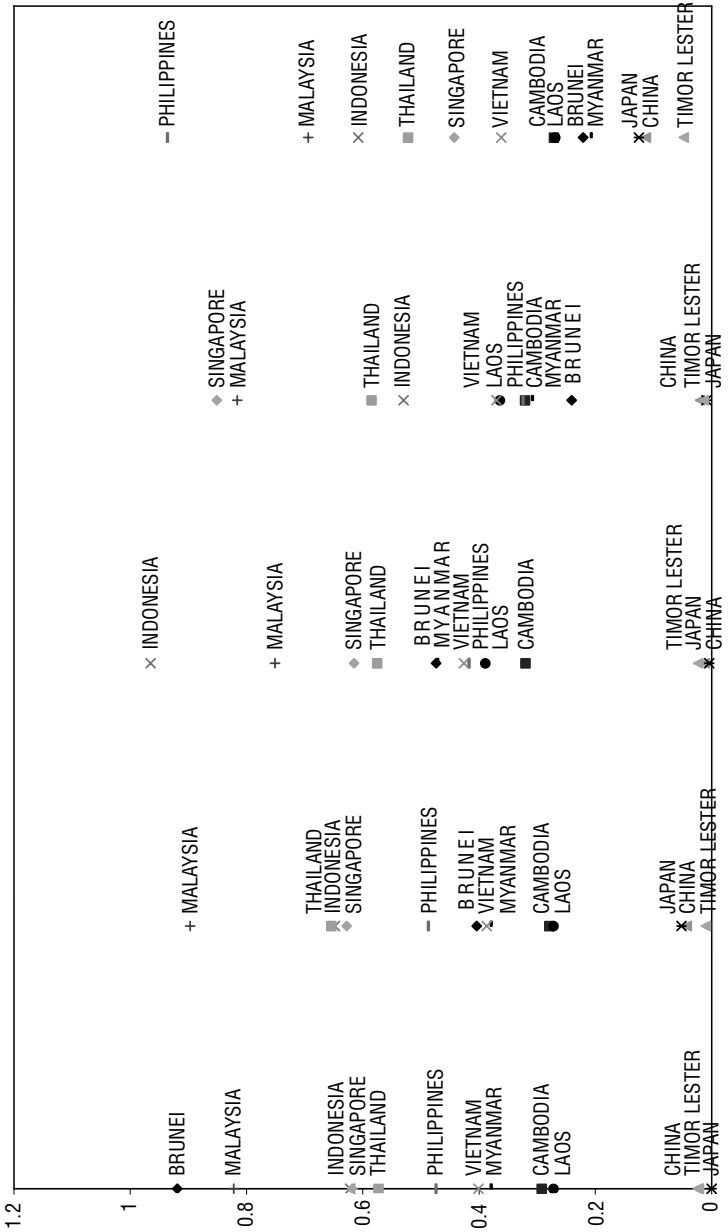 1.2
1
0.8
0.6
0.4
0.2
0
BRUNEI
MALAYSIA
INDONESIA
SINGAPORE
THAILAND
PHILIPPINES
VIETNAM
MYANMAR
CAMBODIA
LAOS
CHINA
TIMOR LESTER
JAPAN
MALAYSIA
THAILAND
INDONESIA
SINGAPORE
PHILIPPINES
BRUNEI
VIETNAM
MYANMAR
CAMBODIA
LAOS
JAPAN
CHINA
TIMOR LESTER
INDONESIA
MALAYSIA
SINGAPORE
THAILAND
BRUNEI
MYANMAR
VIETNAM
PHILIPPINES
LAOS
CAMBODIA
TIMOR LESTER
JAPAN
CHINA
SINGAPORE
MALAYSIA
THAILAND
INDONESIA
VIETNAM
LAOS
PHILIPPINES
CAMBODIA
MYANMAR
BRUNEI
CHINA
TIMOR LESTER
JAPAN
PHILIPPINES
MALAYSIA
INDONESIA
THAILAND
SINGAPORE
VIETNAM
CAMBODIA
LAOS
BRUNEI
MYANMAR
JAPAN
CHINA
TIMOR LESTER